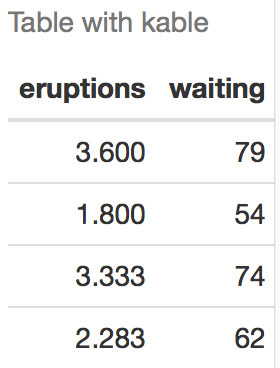 Table with kable
eruptions waiting
3.600 79
1.800 54
3.333 74
2.283 62